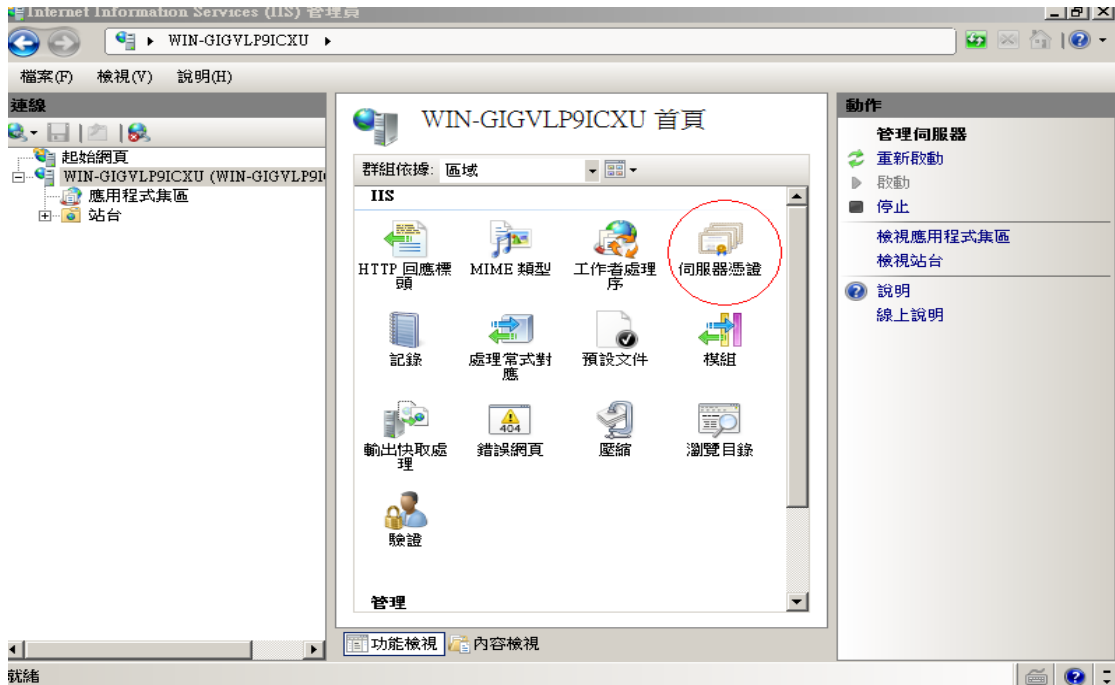 Internet Information Services (IIS) 管理員
WIN-GIGVLP9ICXU
檔案(F) 檢視(V) 說明(H)
連線
起始網頁
WIN-GIGVLP9ICXU (WIN-GIGVLP9I
應用程式集區
站台
WIN-GIGVLP9ICXU 首頁
群組依據: 區域
IIS
HTTP 回應標
頭
MIME 類型
工作者處理
序
伺服器憑證
記錄
處理常式對
應
預設文件
模組
輸出快取處
理
404
錯誤網頁
壓縮
瀏覽目錄
驗證
管理
功能檢視 內容檢視
動作
管理伺服器
重新啟動
啟動
停止
檢視應用程式集區
檢視站台
說明
線上說明
就緒